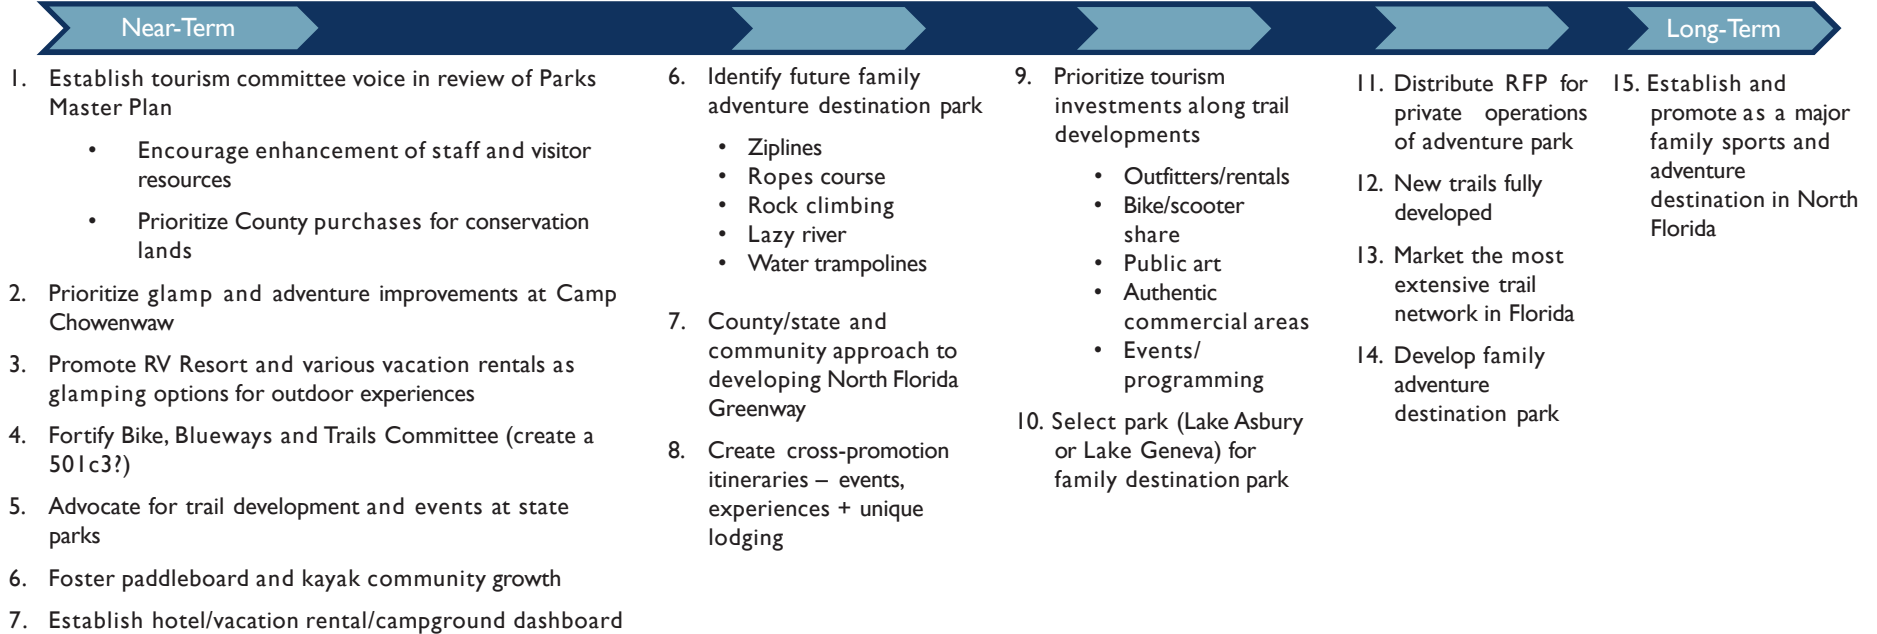 Near-Term
Long-Term
1. Establish tourism committee voice in review of Parks
Master Plan
• Encourage enhancement of staff and visitor
resources
• Prioritize County purchases for conservation
lands
2. Prioritize glamp and adventure improvements at Camp
Chowenwaw
3. Promote RV Resort and various vacation rentals as
glamping options for outdoor experiences
4. Fortify Bike, Blueways and Trails Committee (create a
501c3?)
5. Advocate for trail development and events at state
parks
6. Foster paddleboard and kayak community growth
7. Establish hotel/vacation rental/campground dashboard
6. Identify future family
adventure destination park
• Ziplines
• Ropes course
• Rock climbing
• Lazy river
• Water trampolines
7. County/state and
community approach to
developing North Florida
Greenway
8. Create cross-promotion
itineraries – events,
experiences + unique
lodging
9. Prioritize tourism
investments along trail
developments
• Outfitters/rentals
• Bike/scooter
share
• Public art
• Authentic
commercial areas
• Events/
programming
10. Select park (Lake Asbury
or Lake Geneva) for
family destination park
11. Distribute RFP for
private operations
of adventure park
12. New trails fully
developed
13. Market the most
extensive trail
network in Florida
14. Develop family
adventure
destination park
15. Establish and
promote as a major
family sports and
adventure
destination in North
Florida